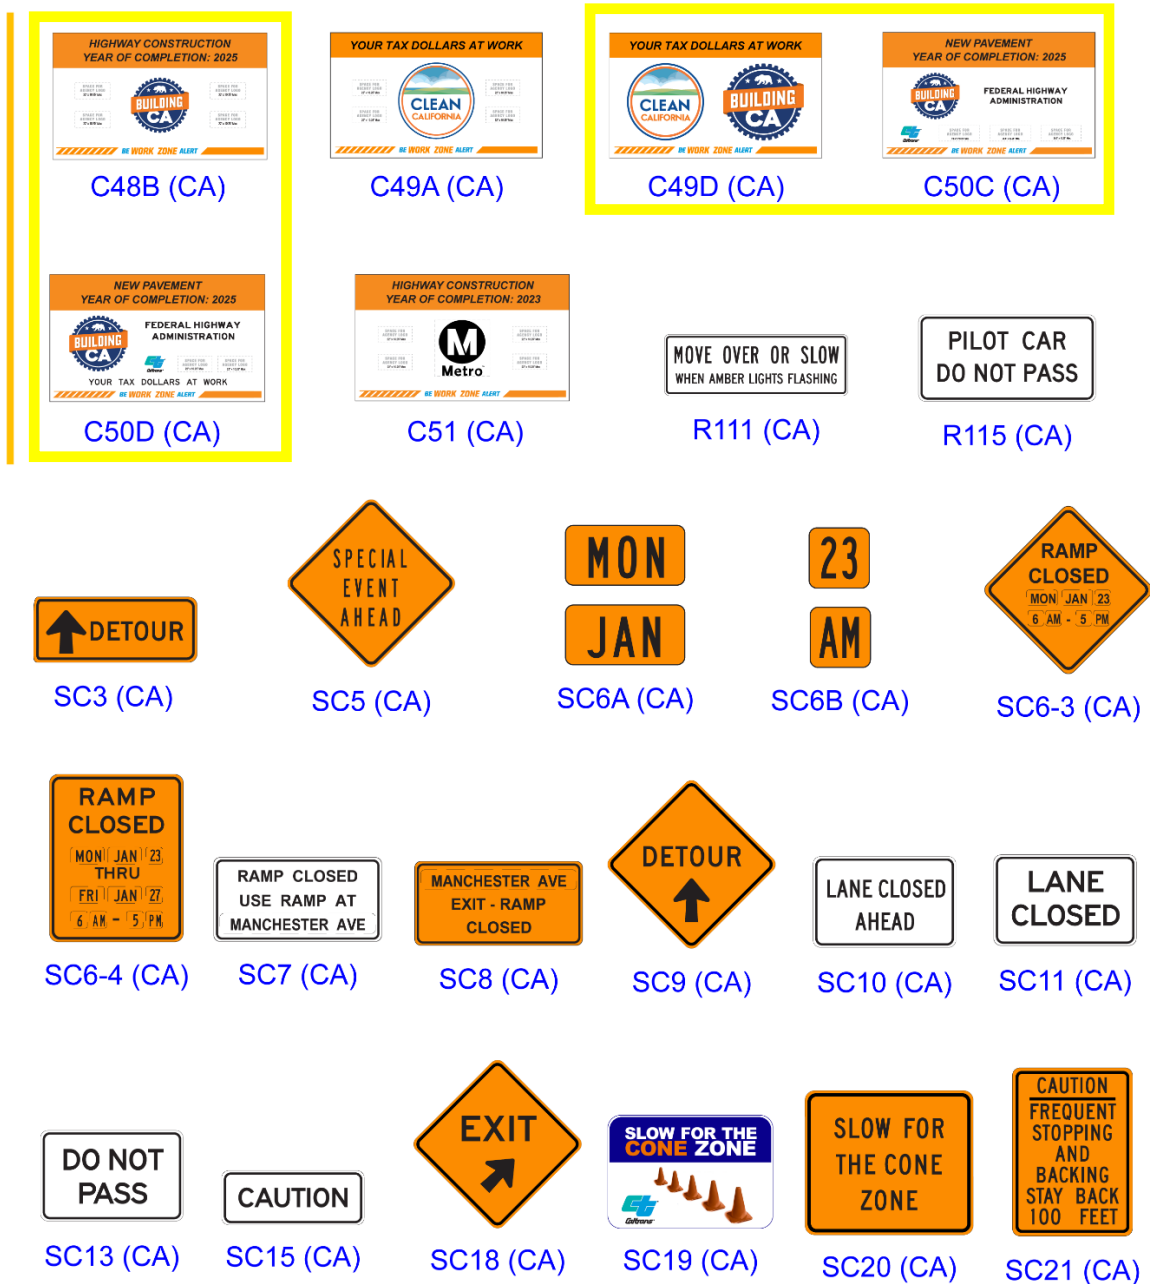 HIGHWAY CONSTRUCTION
YEAR OF COMPLETION: 2025
BUILDING
CA
BE WORK ZONE ALERT
C48B (CA)
YOUR TAX DOLLARS AT WORK
CLEAN
CALIFORNIA
BE WORK ZONE ALERT
C49A (CA)
YOUR TAX DOLLARS AT WORK
CLEAN
CALIFORNIA
BUILDING
CA
BE WORK ZONE ALERT
C49D (CA)
NEW PAVEMENT
YEAR OF COMPLETION: 2025
BUILDING
CA
FEDERAL HIGHWAY
ADMINISTRATION
Caltrans
BE WORK ZONE ALERT
C50C (CA)
NEW PAVEMENT
YEAR OF COMPLETION: 2025
BUILDING
CA
FEDERAL HIGHWAY
ADMINISTRATION
Caltrans
YOUR TAX DOLLARS AT WORK
BE WORK ZONE ALERT
C50D (CA)
HIGHWAY CONSTRUCTION
YEAR OF COMPLETION: 2023
M
Metro
BE WORK ZONE ALERT
C51 (CA)
MOVE OVER OR SLOW
WHEN AMBER LIGHTS FLASHING
R111 (CA)
PILOT CAR
DO NOT PASS
R115 (CA)
DETOUR
SC3 (CA)
SPECIAL
EVENT
AHEAD
SC5 (CA)
MON
JAN
SC6A (CA)
23
AM
SC6B (CA)
RAMP
CLOSED
MON JAN 23
6 AM - 5 PM
SC6-3 (CA)
RAMP
CLOSED
MON JAN 23
THRU
FRI JAN 27
6 AM - 5 PM
SC6-4 (CA)
RAMP CLOSED
USE RAMP AT
MANCHESTER AVE
SC7 (CA)
MANCHESTER AVE
EXIT - RAMP
CLOSED
SC8 (CA)
DETOUR
SC9 (CA)
LANE CLOSED
AHEAD
SC10 (CA)
LANE
CLOSED
SC11 (CA)
DO NOT
PASS
SC13 (CA)
CAUTION
SC15 (CA)
EXIT
SC18 (CA)
SLOW FOR THE
CONE ZONE
Caltrans
SC19 (CA)
SLOW FOR
THE CONE
ZONE
SC20 (CA)
CAUTION
FREQUENT
STOPPING
AND
BACKING
STAY BACK
100 FEET
SC21 (CA)